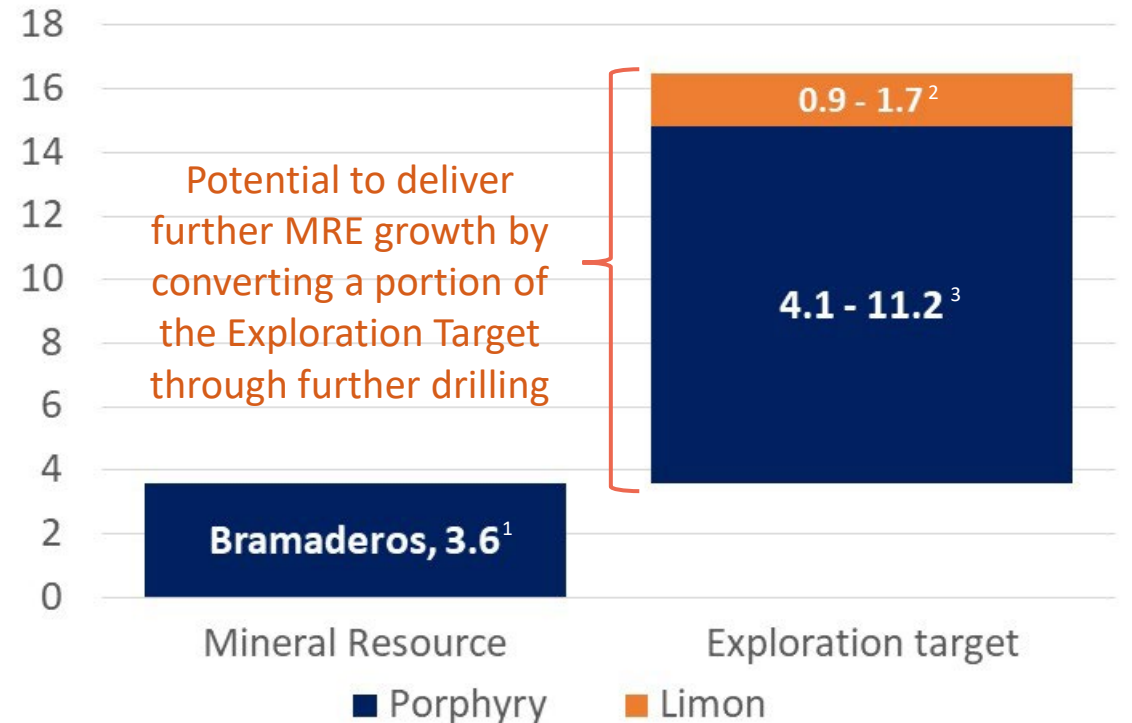 18
16
14
12
10
8
6
4
2
0
Potential to deliver
further MRE growth by
converting a portion of
the Exploration Target
through further drilling
0.9 - 1.7 2
4.1 - 11.2 3
Bramaderos, 3.6 1
Mineral Resource
Exploration target
Porphyry
Limon